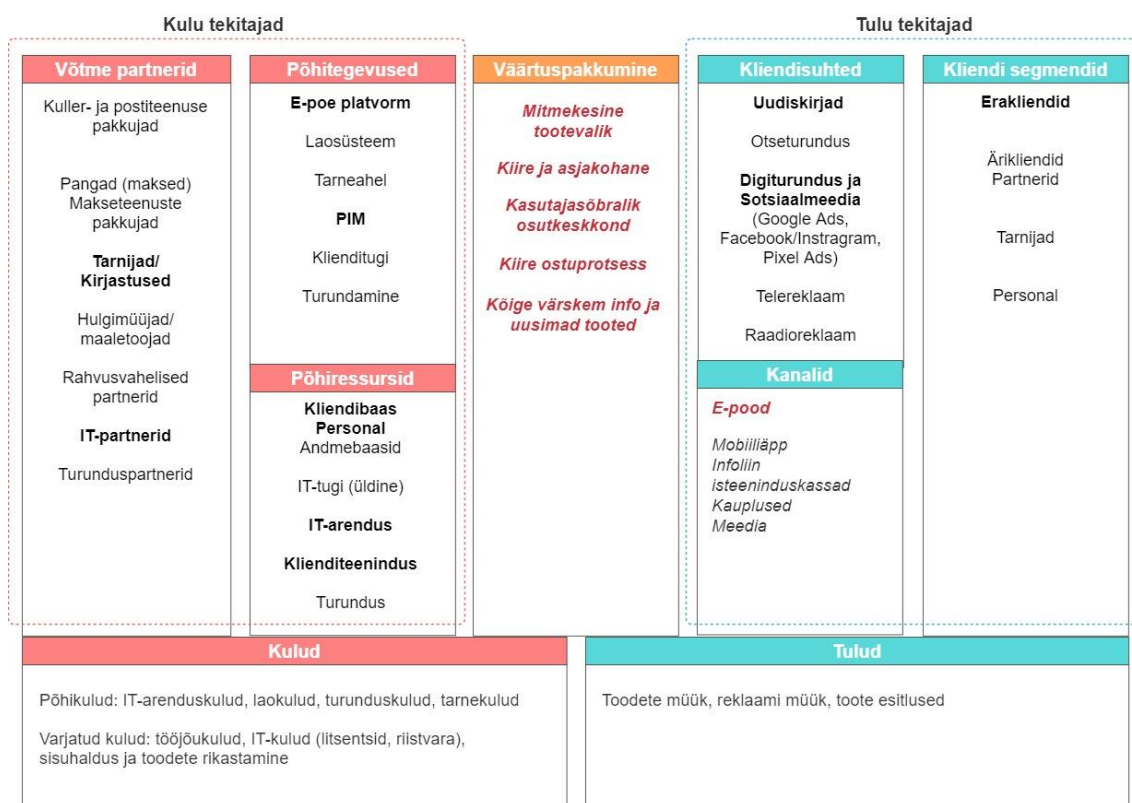 Kulu tekitajad
Tulu tekitajad
Võtme partnerid
Kuller- ja postiteenuse
pakkujad
Pangad (maksed)
Makseteenuste
pakkujad
Tarnijad/
Kirjastused
Hulgimüüjad/
maaletoojad
Rahvusvahelised
partnerid
IT-partnerid
Turunduspartnerid
Põhitegevused
E-poe platvorm
Laosüsteem
Tarneahel
PIM
Klienditugi
Turundamine
Põhiressursid
Kliendibaas
Personal
Andmebaasid
IT-tugi (üldine)
IT-arendus
Klienditeenindus
Turundus
Väärtuspakkumine
Mitmekesine
tootevalik
Kiire ja asjakohane
Kasutajasõbralik
osutkeskkond
Kiire ostuprotsess
Kõige värskem info ja
uusimad tooted
Kliendisuhted
Uudiskirjad
Otseturundus
Digiturundus ja
Sotsiaalmeedia
(Google Ads,
Facebook/Instragram,
Pixel Ads)
Telereklaam
Raadioreklaam
Kanalid
E-pood
Mobiiliäpp
Infoliin
isteeninduskassad
Kauplused
Meedia
Kliendi segmendid
Erakliendid
Ärikliendid
Partnerid
Tarnijad
Personal
Kulud
Põhikulud: IT-arenduskulud, laokulud, turunduskulud, tarnekulud
Varjatud kulud: tööjõukulud, IT-kulud (litsentsid, riistvara),
sisuhaldus ja toodete rikastamine
Tulud
Toodete müük, reklaami müük, toote esitlused